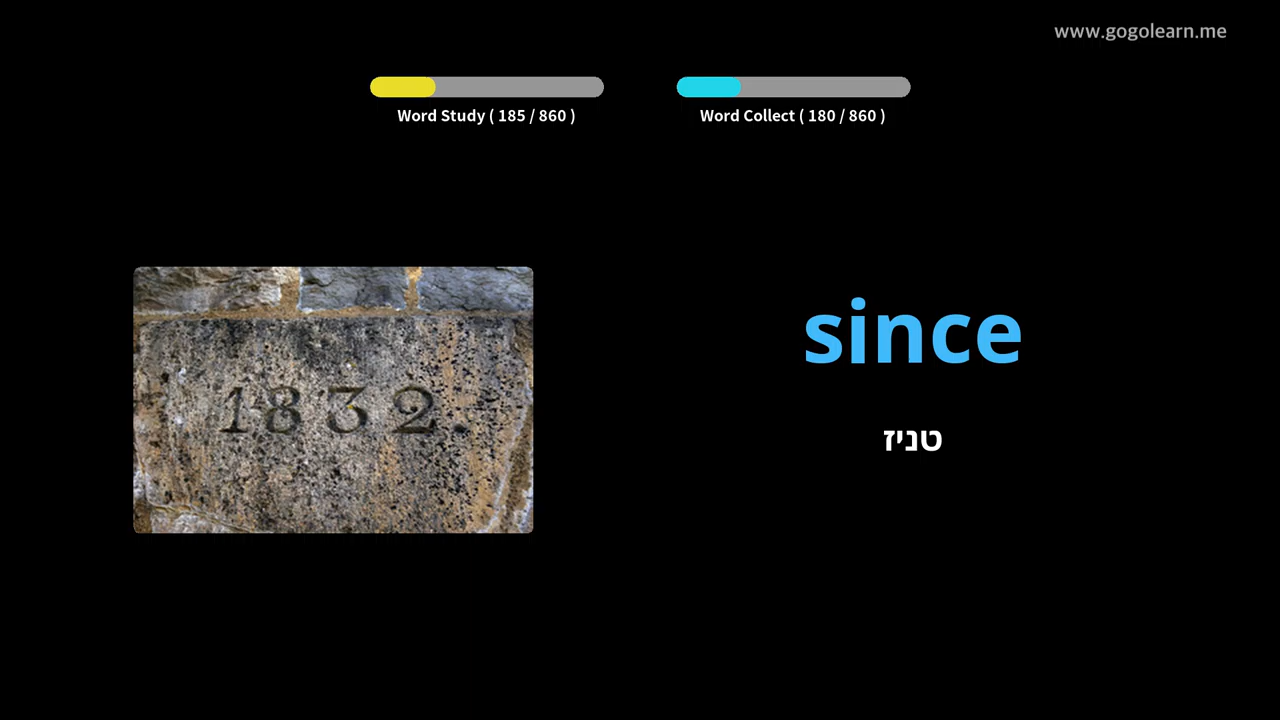 www.gogolearn.me
Word Study ( 185 / 860 )
Word Collect ( 180 / 860 )
since
טניז
1832.